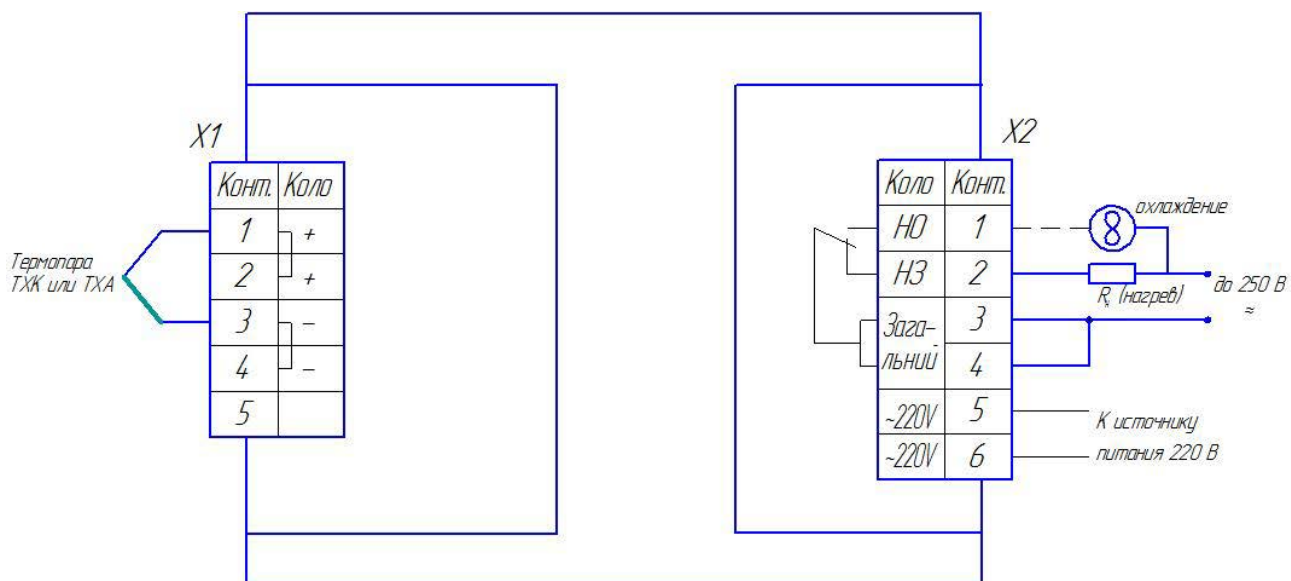 X1
Конт. Коло
1 +
2 +
3 -
4 -
5
Термопара
ТХК или ТХА
X2
Коло Конт.
НО 1
НЗ 2
Зага- 3
льний 4
~220V 5
~220V 6
охлаждение
Rн (нагрев)
до 250 В
≈
К источнику
питания 220 В